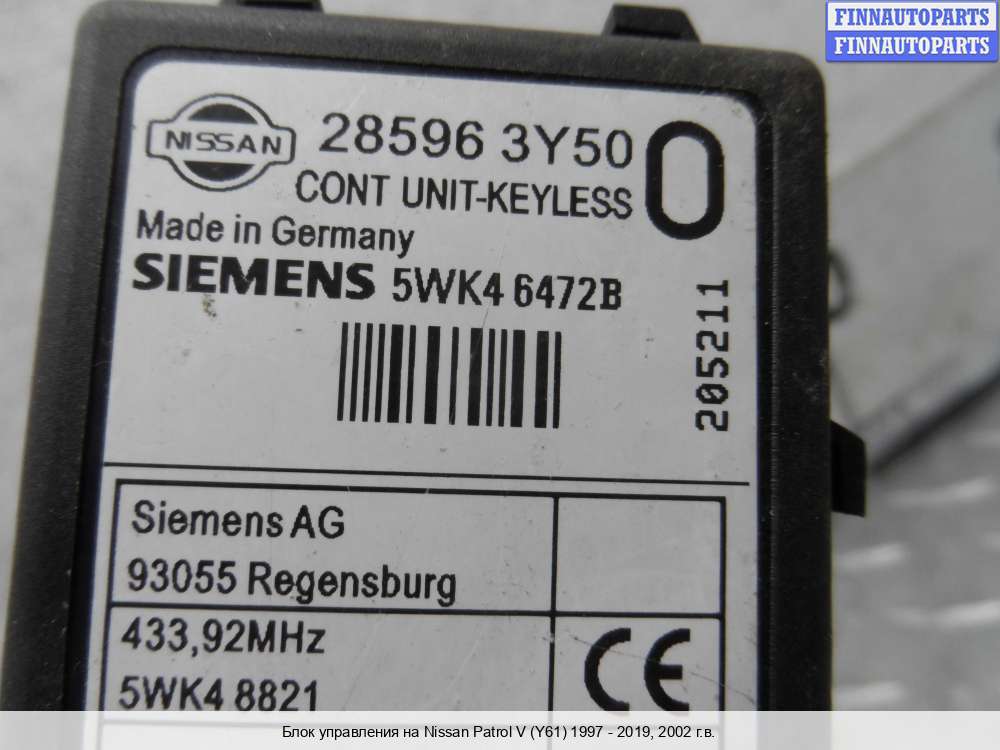 FINNAUTOPARTS
FINNAUTOPARTS
NISSAN
28596 3Y50 0
CONT UNIT-KEYLESS
Made in Germany
SIEMENS 5WK4 6472B
205211
Siemens AG
93055 Regensburg
433,92MHz
5WK4 8821
CE
Блок управления на Nissan Patrol V (Y61) 1997 - 2019, 2002 г.в.